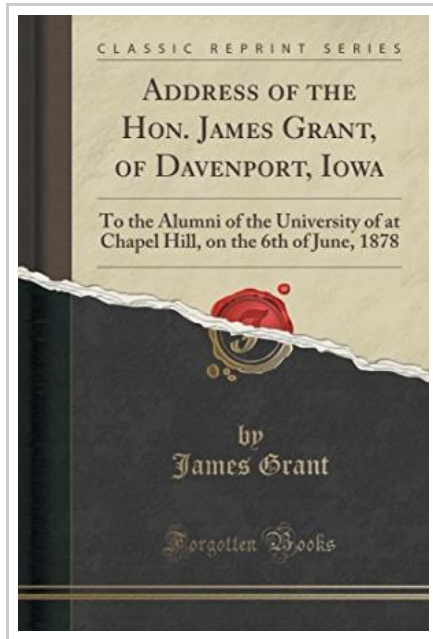 CLASSIC REPRINT SERIES
ADDRESS OF THE
HON. JAMES GRANT,
OF DAVENPORT, IOWA
To the Alumni of the University of at
Chapel Hill, on the 6th of June, 1878
by
James Grant
Forgotten Books